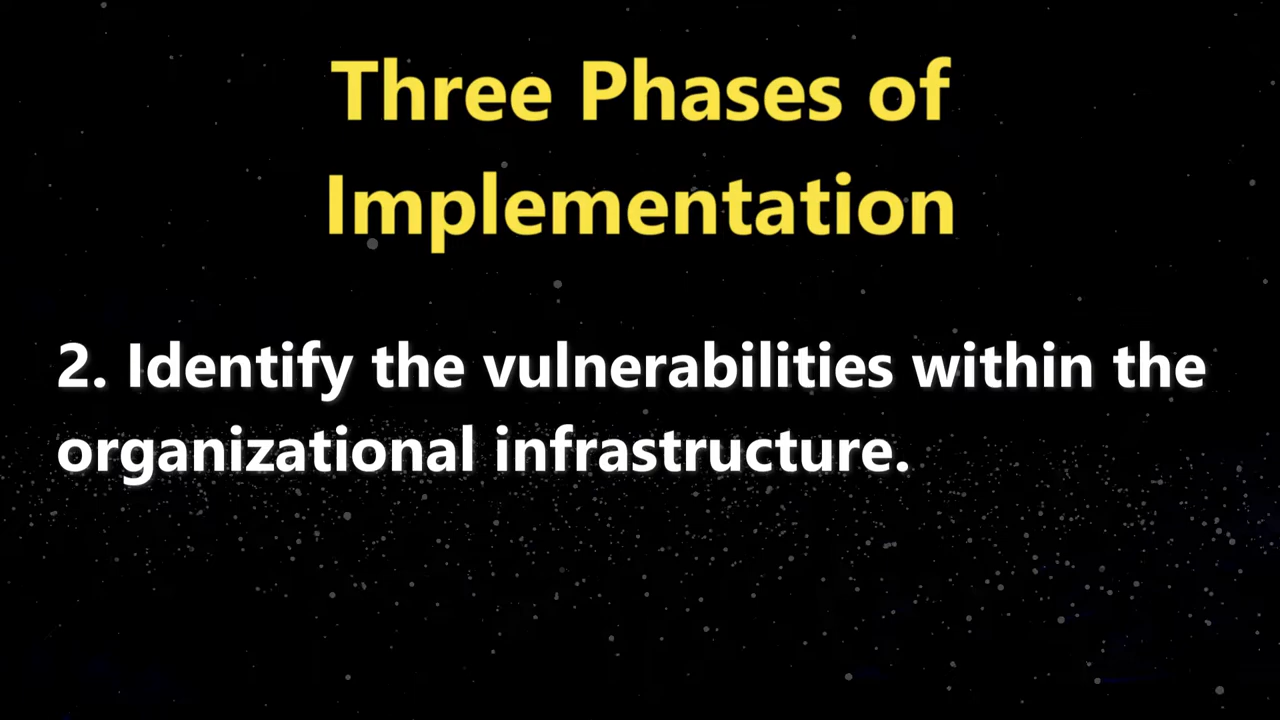 Three Phases of
Implementation
2. Identify the vulnerabilities within the
organizational infrastructure.